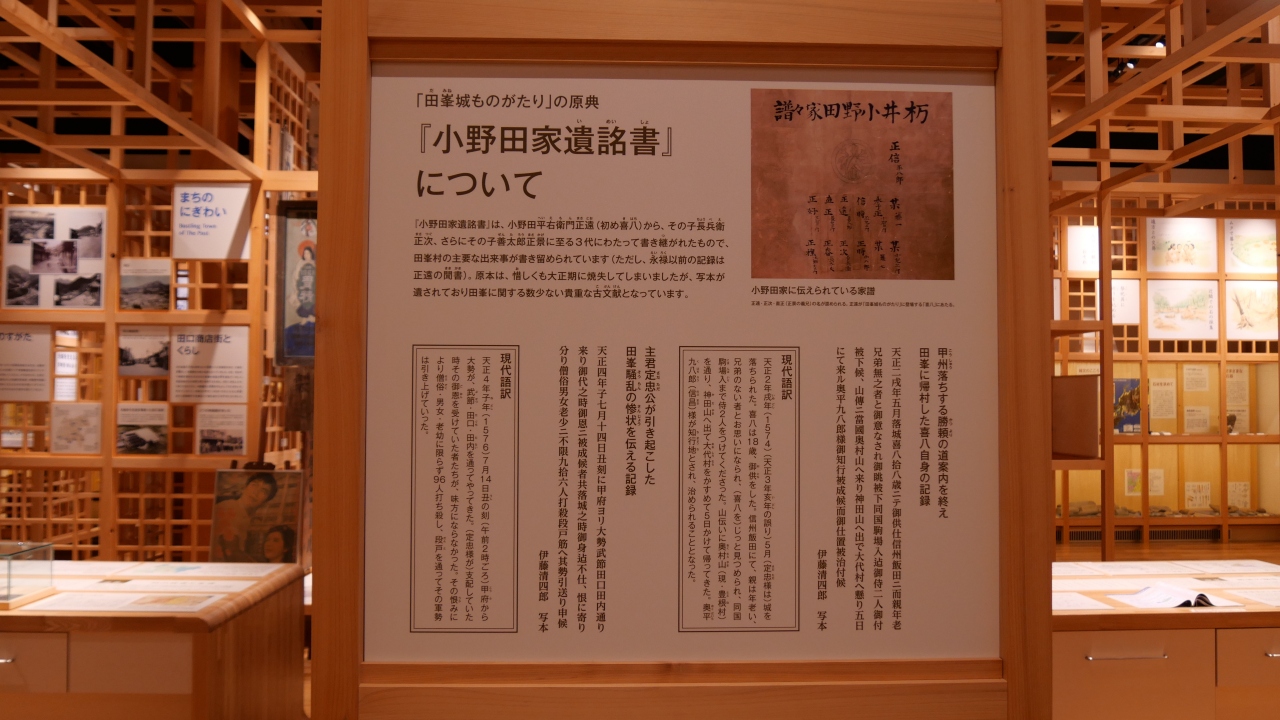 「田峯城ものがたり」の原典
『小野田家遺詺書』
について
『小野田家遺詺書』は、小野田平右衛門正遠（初め喜八）から、その子長兵衛
正次、さらにその子善太郎正景に至る３代にわたって書き継がれたもので、
田峯村の主要な出来事が書き留められています（ただし、永禄以前の記録は
正遠の聞書）。原本は、惜しくも大正期に焼失してしまいましたが、写本が
遺されており田峯に関する数少ない貴重な古文献となっています。
小野田家に伝えられている家譜
甲州落ちする勝頼の道案内を終え
田峯に帰村した喜八自身の記録
天正二戌年五月落城喜八拾八歳ニテ御供仕信州飯田ニ而親年老
兄弟無之者と御意なされ御眺被下同国駒場人迠御侍二人御付
被下候、山傳ニ當國奥村山へ来り神田山へ出で大代村へ懸り五日
にて来ル奥平九八郎様御知行被成候而御仕置被治付候
伊藤清四郎　写本
現代語訳
天正２年戌年（１５７４）（天正３年亥年の誤り）５月（定忠様は）城を
落ちられた。喜八は18歳、御供をした。信州飯田にて、親は年老い、
兄弟のない者とお思いになられ、（喜八を）じっと見つめられ、同国
駒場人まで侍２人をつけてくださった。山伝いに奥村山（現・豊根村）
を通り、神田山へ出て大代村をかすめて５日かけて帰ってきた。奥平
九八郎（信昌）様が知行地とされ、治められることとなった。
主君定忠公が引き起こした
田峯騒乱の惨状を伝える記録
天正四年子七月十四日丑刻に甲府ヨリ大勢武節田口田内通り
来り御代之時御恩ニ被成候者共落城之時御身迠不仕、恨に寄り
分り僧俗男女老少ニ不限九拾六人打殺段戸筋へ其勢引送り申候
伊藤清四郎　写本
現代語訳
天正４年子年（１５７６）７月14日丑の刻（午前２時ごろ）甲府から
大勢が、武節・田口・田内を通ってやってきた。（定忠様が）支配していた
時その御恩を受けていた者たちが、味方にならなかった。その恨みに
より僧俗・男女・老幼に限らず96人打ち殺し、段戸を通ってその軍勢
は引き上げていった。
杤井小野田家々譜
まちの
にぎわい
Bustling Town
of the Past
のすがた
田口商店街と
くらし